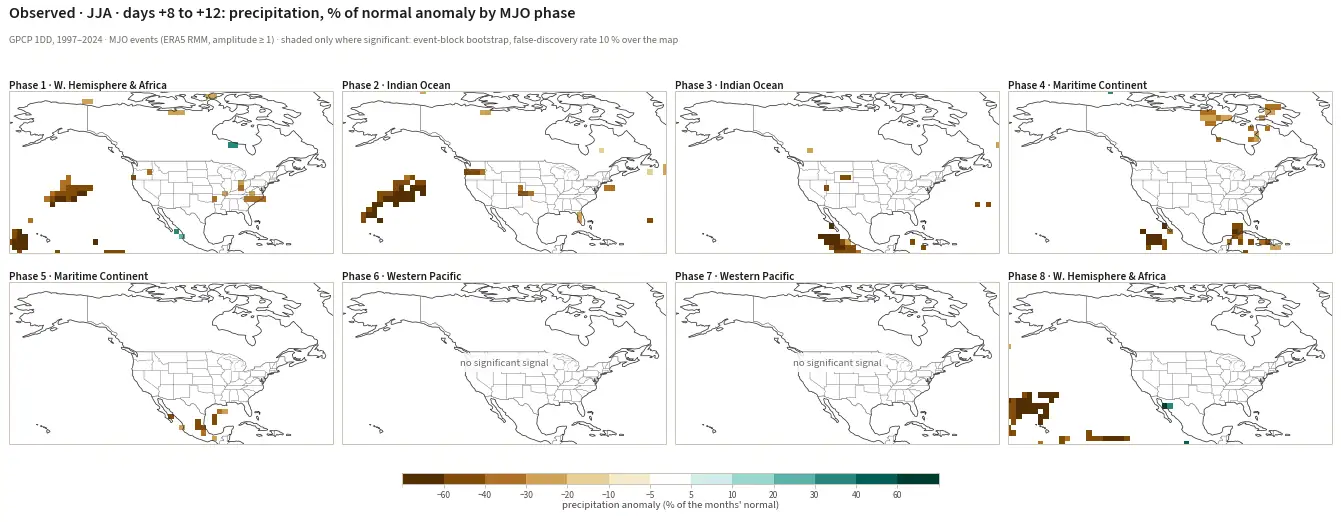 Observed · JJA · days +8 to +12: precipitation, % of normal anomaly by MJO phase
GPCP 1DD, 1997–2024 · MJO events (ERA5 RMM, amplitude ≥ 1) · shaded only where significant: event-block bootstrap, false-discovery rate 10 % over the map
Phase 1 · W. Hemisphere & Africa
Phase 2 · Indian Ocean
Phase 3 · Indian Ocean
Phase 4 · Maritime Continent
Phase 5 · Maritime Continent
Phase 6 · Western Pacific
Phase 7 · Western Pacific
Phase 8 · W. Hemisphere & Africa
no significant signal
no significant signal
−60 −40 −30 −20 −10 −5 5 10 20 30 40 60
precipitation anomaly (% of the months' normal)